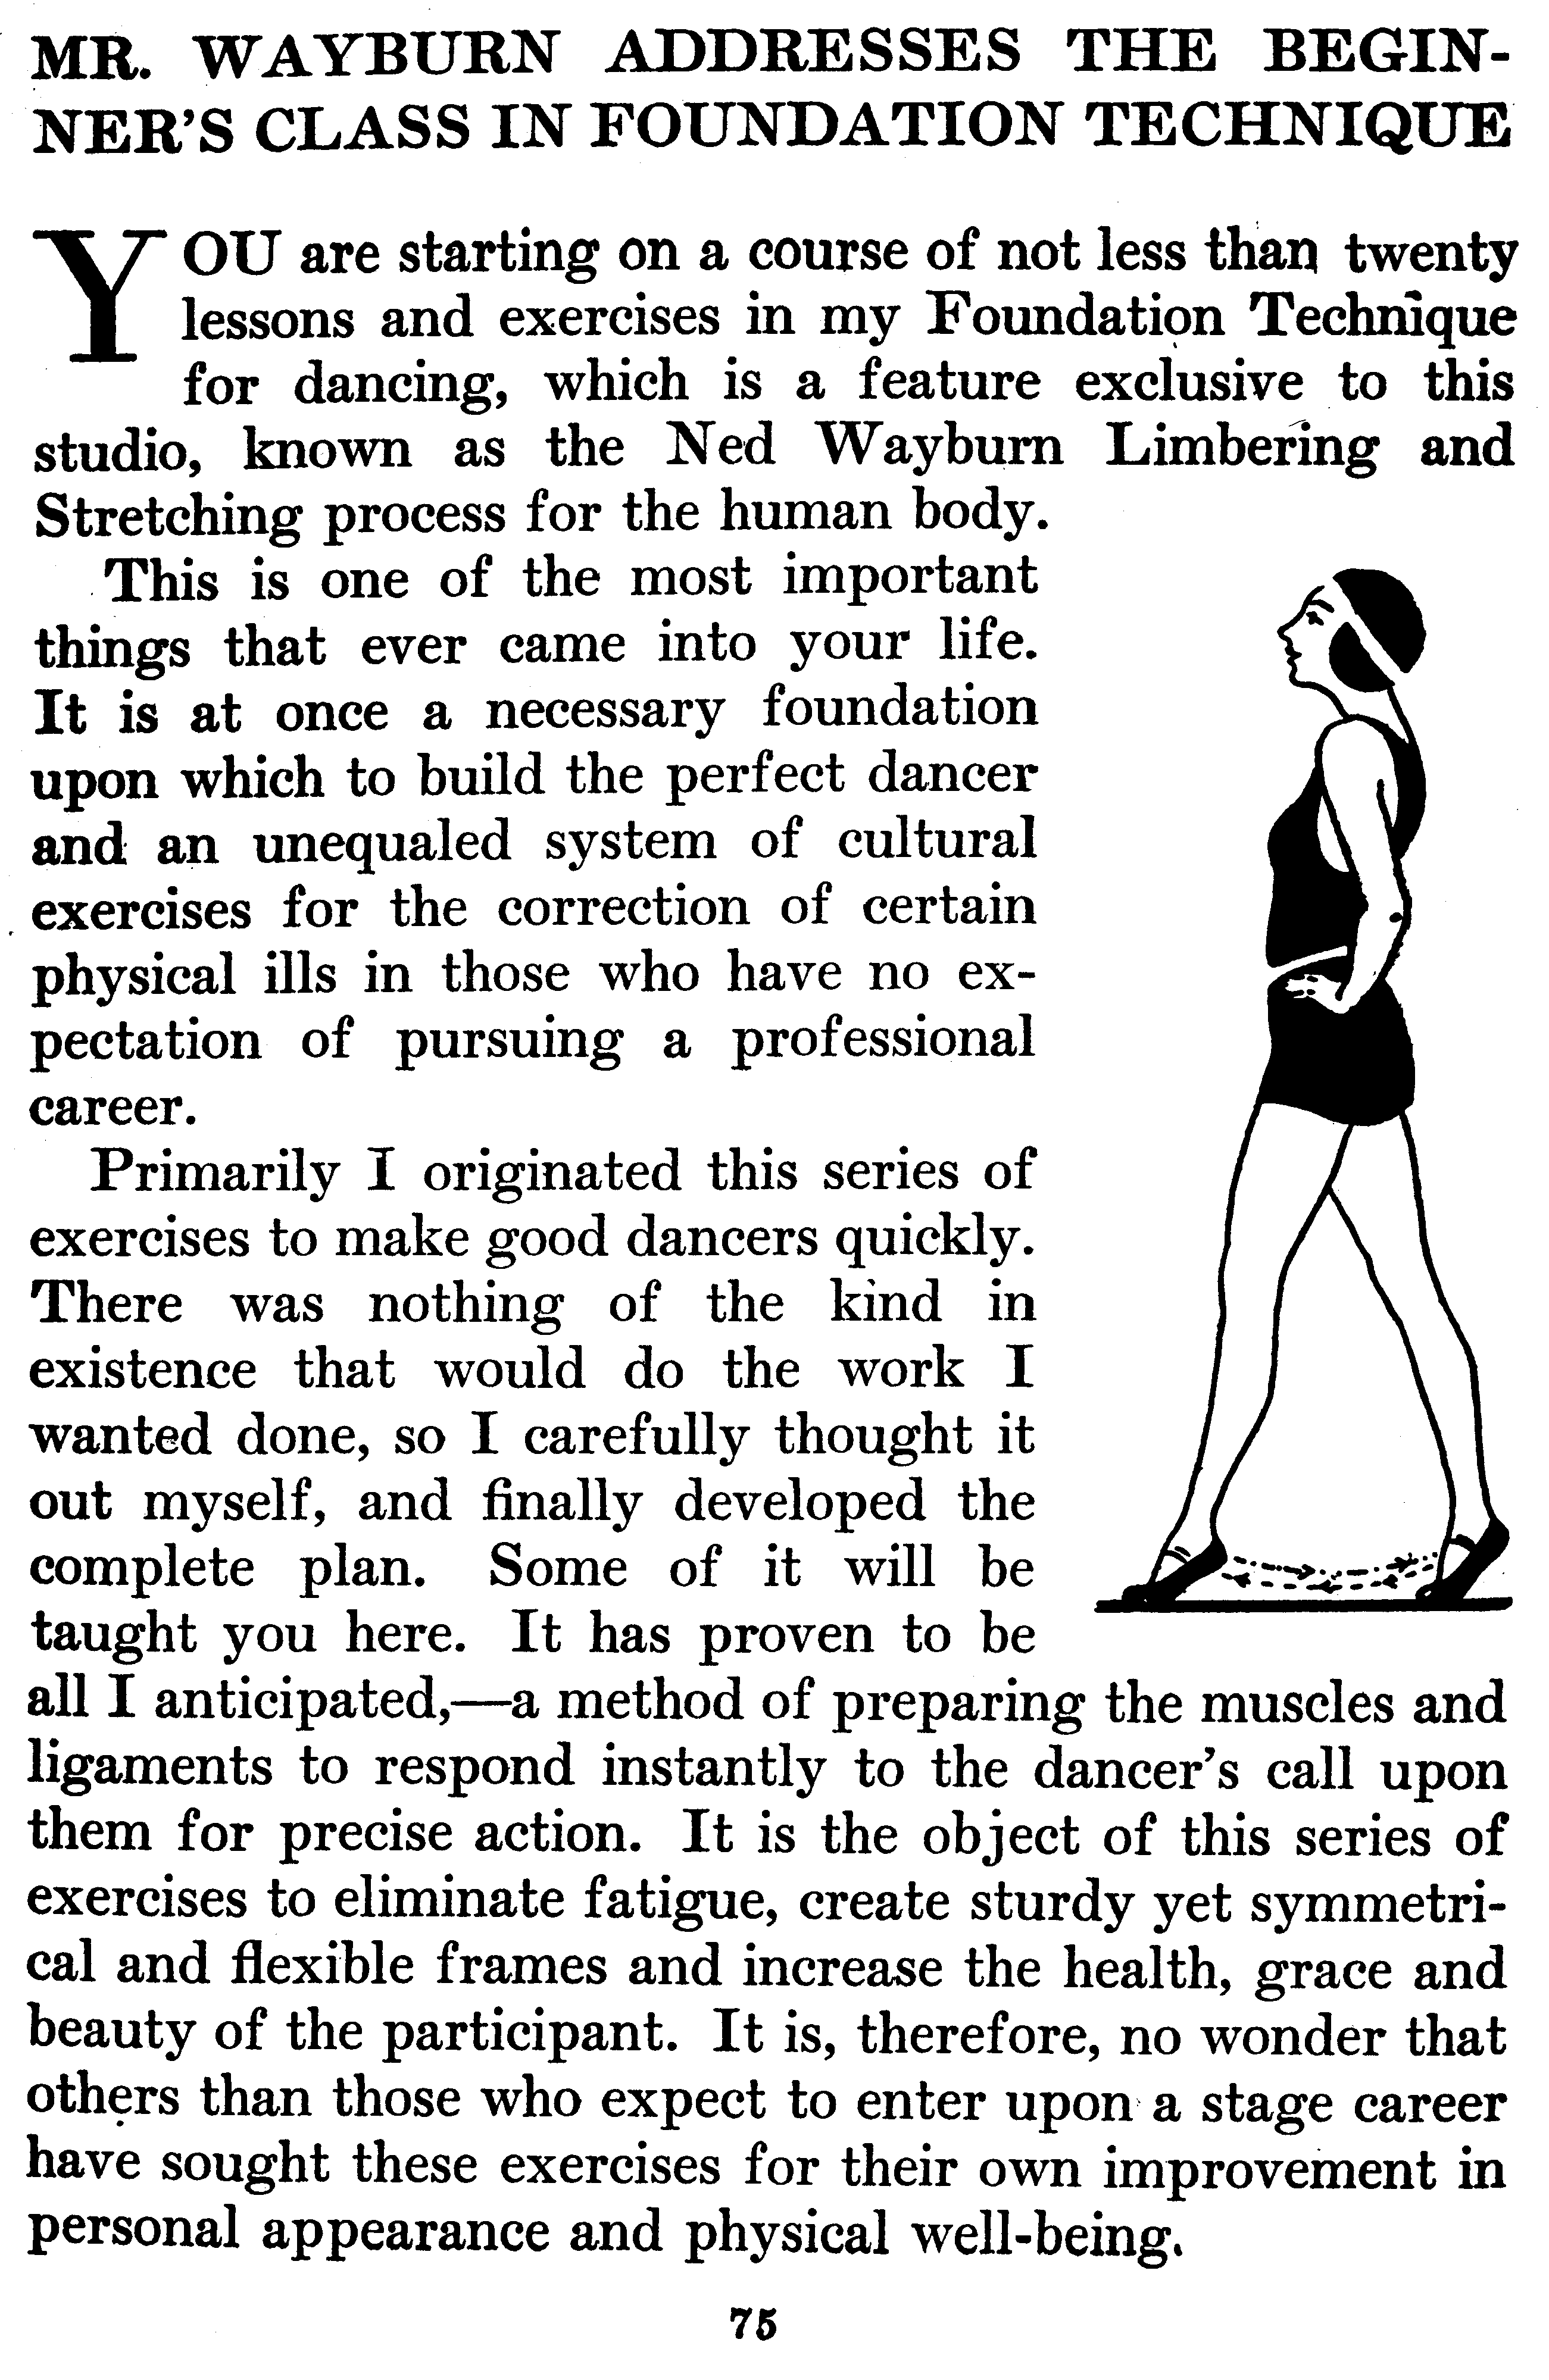 MR. WAYBURN ADDRESSES THE BEGIN-
NER'S CLASS IN FOUNDATION TECHNIQUE
YOU are starting on a course of not less than twenty
lessons and exercises in my Foundation Technique
for dancing, which is a feature exclusive to this
studio, known as the Ned Wayburn Limbering and
Stretching process for the human body.
This is one of the most important
things that ever came into your life.
It is at once a necessary foundation
upon which to build the perfect dancer
and an unequaled system of cultural
exercises for the correction of certain
physical ills in those who have no ex-
pectation of pursuing a professional
career.
Primarily I originated this series of
exercises to make good dancers quickly.
There was nothing of the kind in
existence that would do the work I
wanted done, so I carefully thought it
out myself, and finally developed the
complete plan. Some of it will be
taught you here. It has proven to be
all I anticipated,—a method of preparing the muscles and
ligaments to respond instantly to the dancer's call upon
them for precise action. It is the object of this series of
exercises to eliminate fatigue, create sturdy yet symmetri-
cal and flexible frames and increase the health, grace and
beauty of the participant. It is, therefore, no wonder that
others than those who expect to enter upon a stage career
have sought these exercises for their own improvement in
personal appearance and physical well-being.
75